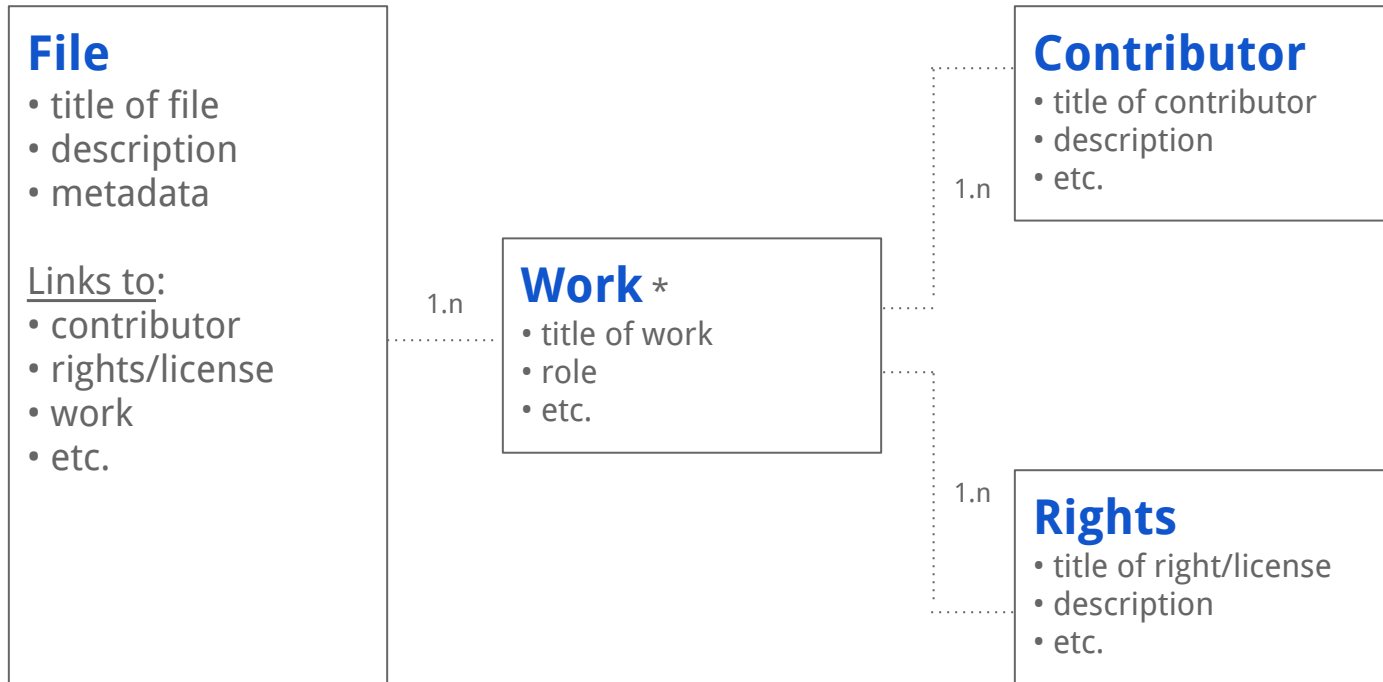 File
• title of file
• description
• metadata
Links to:
• contributor
• rights/license
• work
• etc.
1.n
Work *
• title of work
• role
• etc.
1.n
Contributor
• title of contributor
• description
• etc.
1.n
Rights
• title of right/license
• description
• etc.